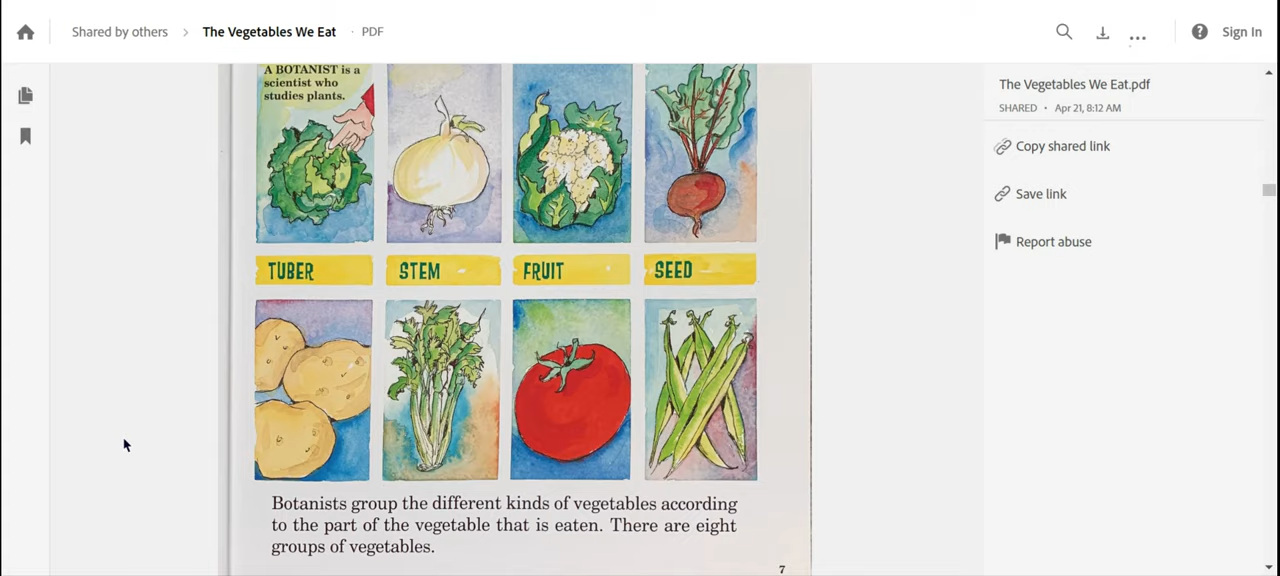 Shared by others > The Vegetables We Eat · PDF
Sign In
A BOTANIST is a
scientist who
studies plants.
TUBER STEM FRUIT SEED
Botanists group the different kinds of vegetables according
to the part of the vegetable that is eaten. There are eight
groups of vegetables.
7
The Vegetables We Eat.pdf
SHARED · Apr 21, 8:12 AM
Copy shared link
Save link
Report abuse